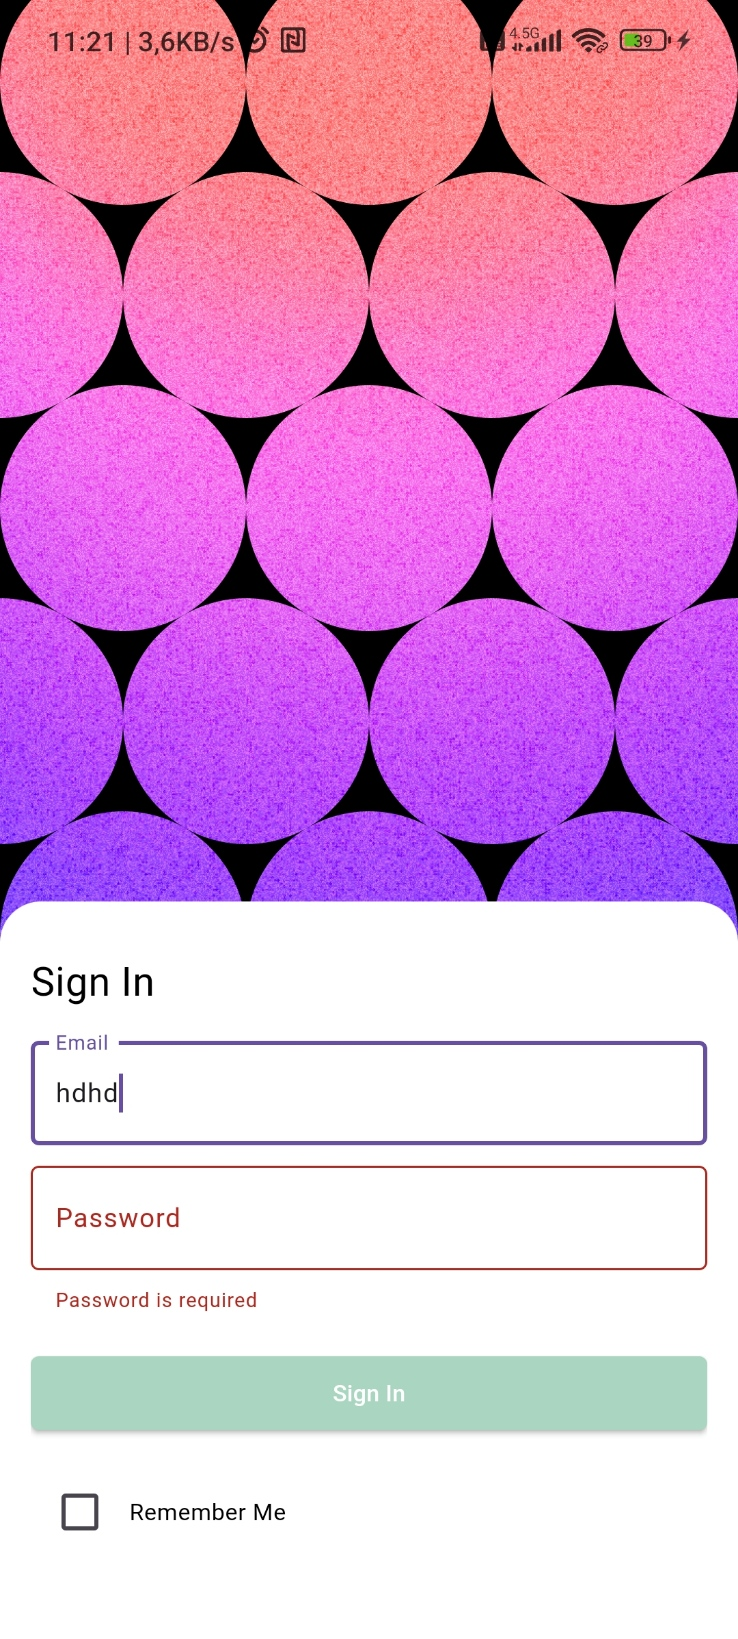 11:21 | 3,6KB/s
4.5G
39
Sign In
Email
hdhd
Password
Password is required
Sign In
Remember Me